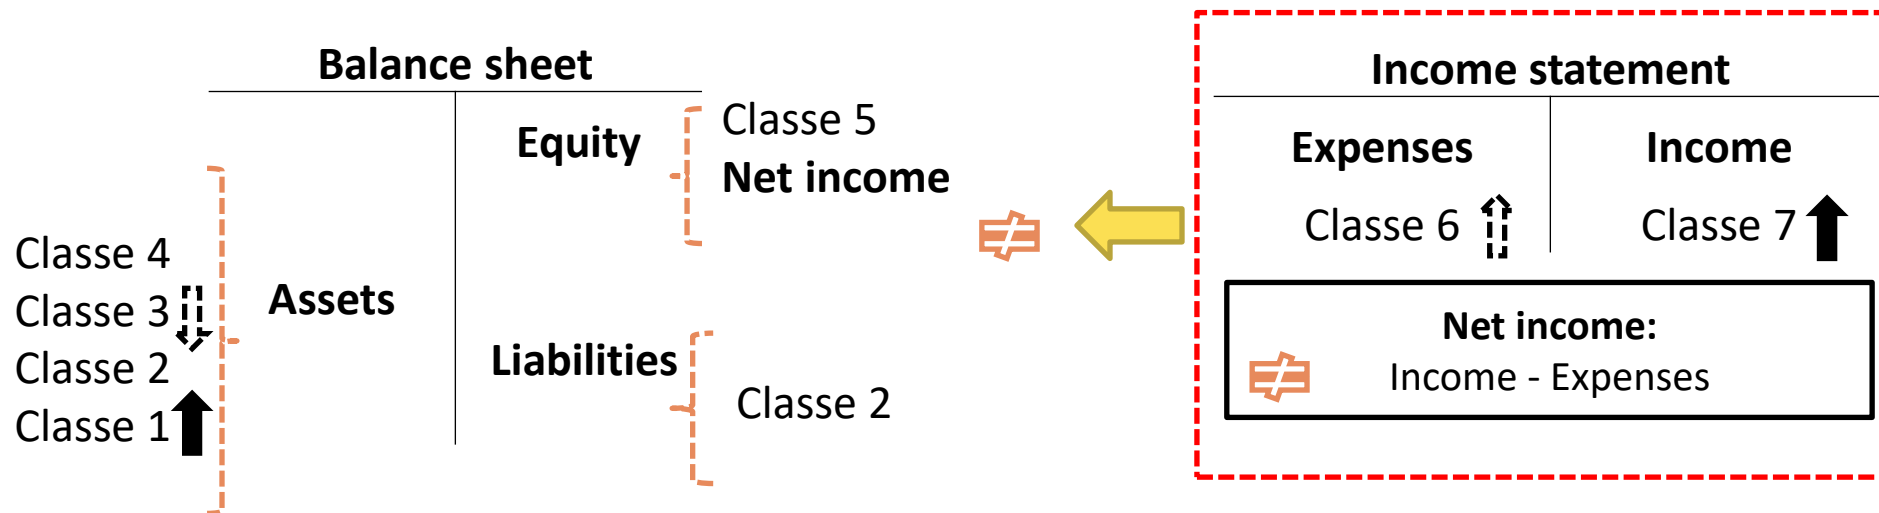 Balance sheet
Equity
Classe 5
Net income
Classe 4
Classe 3
Classe 2
Classe 1
Assets
Liabilities
Classe 2
Income statement
Expenses
Income
Classe 6
Classe 7
Net income:
Income - Expenses